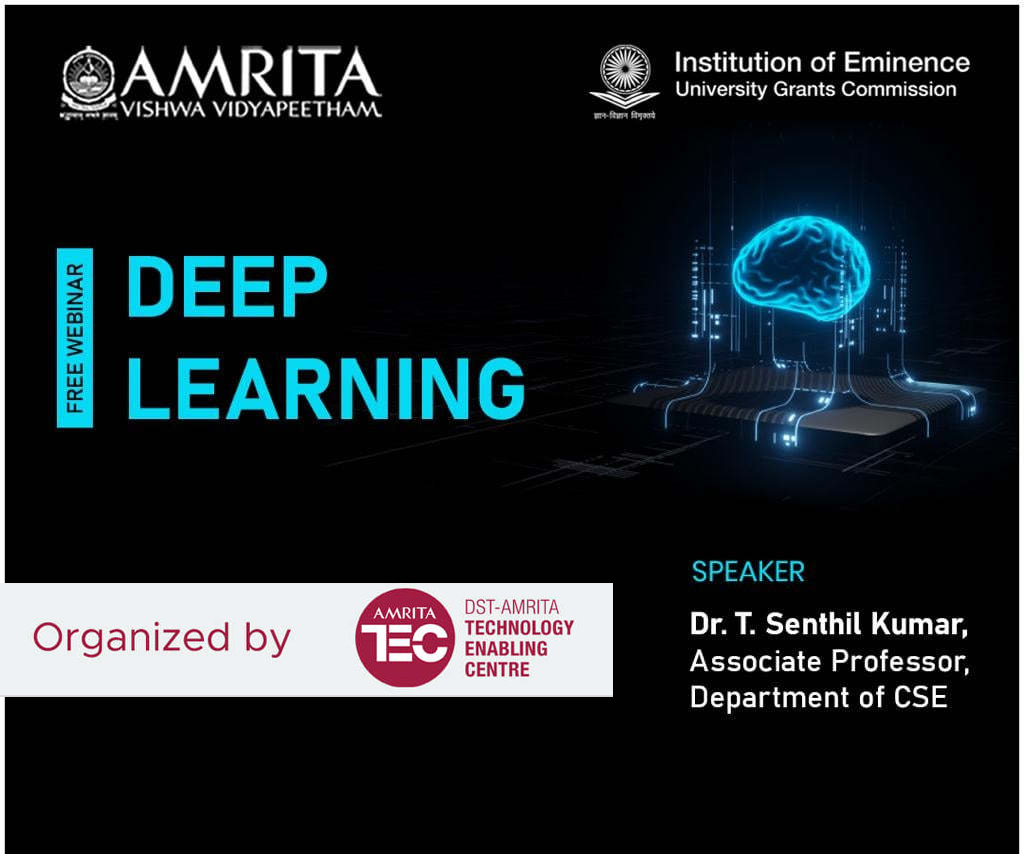 AMRITA
VISHWA VIDYAPEETHAM
Institution of Eminence
University Grants Commission
ज्ञान-विज्ञान विमुक्तये
FREE WEBINAR
DEEP
LEARNING
SPEAKER
Dr. T. Senthil Kumar,
Associate Professor,
Department of CSE
Organized by
AMRITA
TEC
DST-AMRITA
TECHNOLOGY
ENABLING
CENTRE